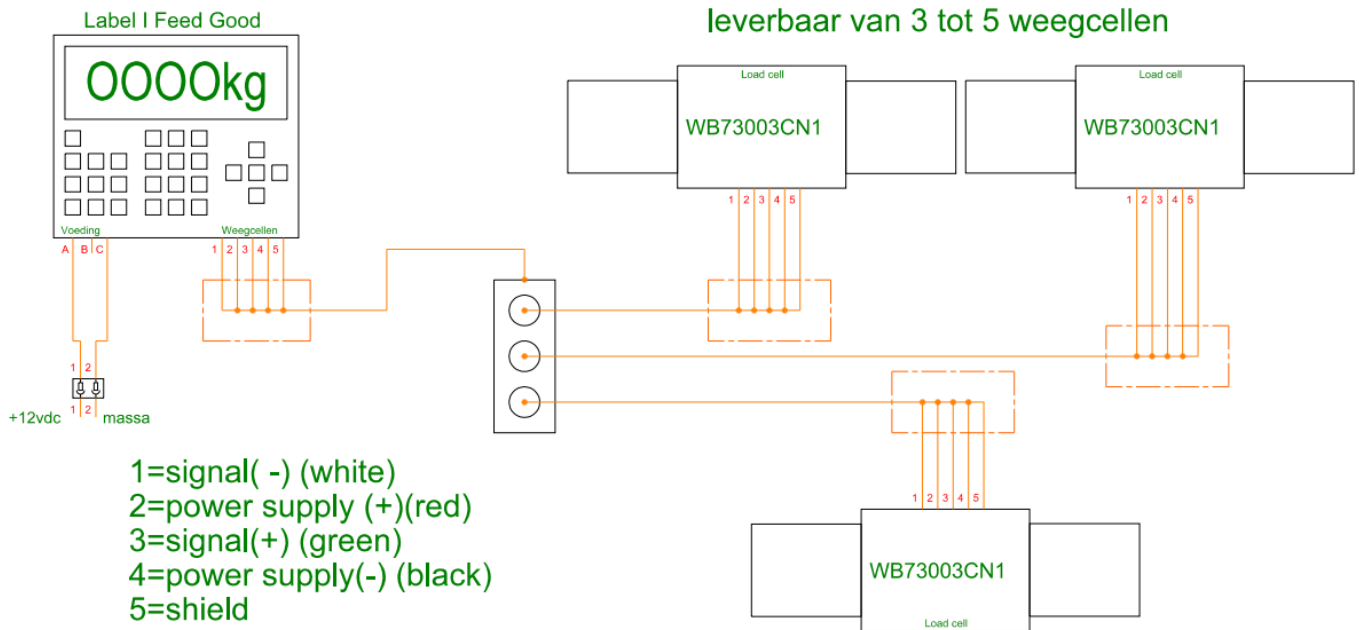 Label I Feed Good
leverbaar van 3 tot 5 weegcellen
OOOOkg
Load cell
WB73003CN1
Load cell
WB73003CN1
1 2 3 4 5
1 2 3 4 5
Voeding
Weegcellen
A B C
1 2 3 4 5
1 2
1 2
+12vdc
massa
1=signal( -) (white)
2=power supply (+)(red)
3=signal(+) (green)
4=power supply(-) (black)
5=shield
1 2 3 4 5
WB73003CN1
Load cell